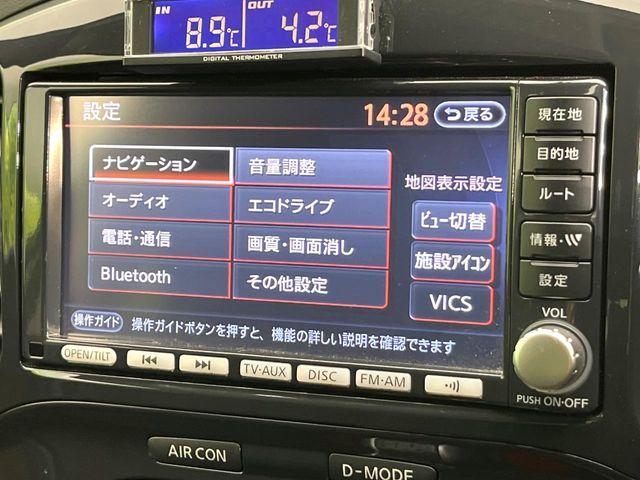 IN 8.9℃ OUT 4.2℃
DIGITAL THERMOMETER
設定 14:28 戻る
ナビゲーション 音量調整
オーディオ エコドライブ
電話・通信 画質・画面消し
Bluetooth その他設定
地図表示設定
ビュー切替
施設アイコン
VICS
操作ガイド 操作ガイドボタンを押すと、機能の詳しい説明を確認できます
現在地
目的地
ルート
情報・
設定
VOL
PUSH ON・OFF
OPEN/TILT TV・AUX DISC FM・AM
AIR CON D-MODE